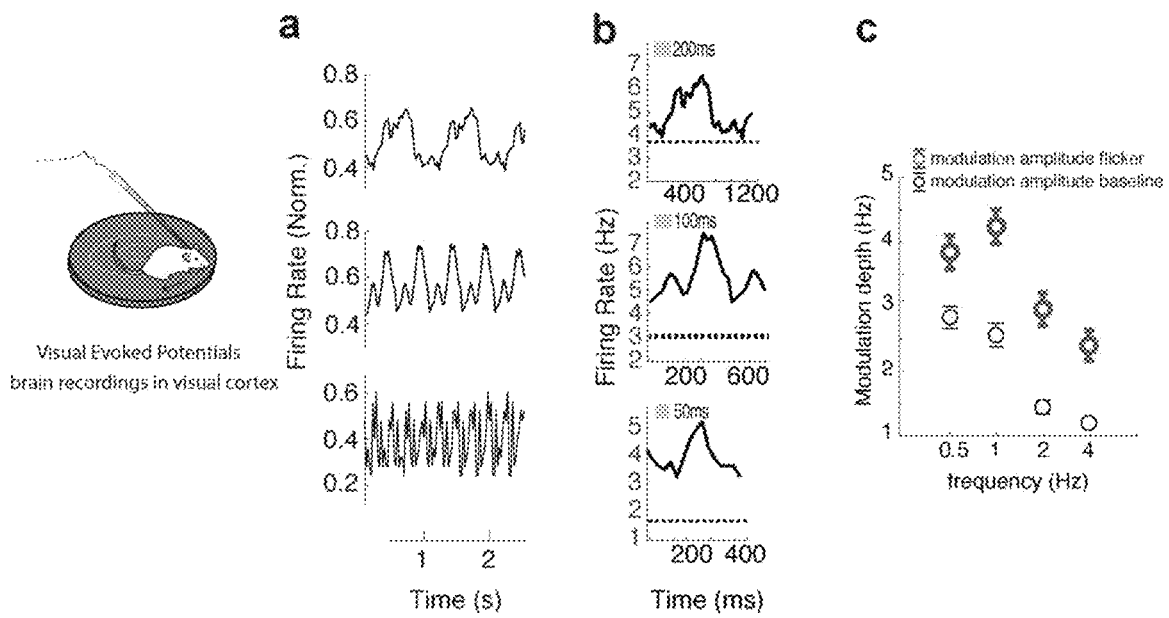 a
b
c
Visual Evoked Potentials
brain recordings in visual cortex
Firing Rate (Norm.)
0.8
0.6
0.4
0.8
0.6
0.4
0.6
0.4
0.2
1 2
Time (s)
Firing Rate (Hz)
200ms
7
6
5
4
3
2
400 1200
100ms
7
6
5
4
3
2
200 600
50ms
5
4
3
2
1
200 400
Time (ms)
modulation amplitude flicker
modulation amplitude baseline
Modulation depth (Hz)
5
4
3
2
1
0.5 1 2 4
frequency (Hz)